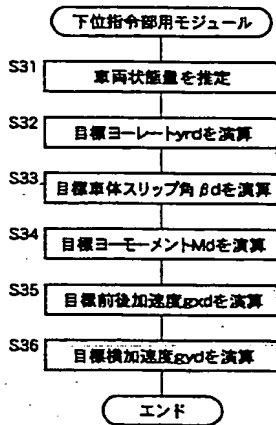 下位指令部用モジュール
S31
車両状態量を推定
S32
目標ヨーレートyrdを演算
S33
目標車体スリップ角βdを演算
S34
目標ヨーモーメントMdを演算
S35
目標前後加速度gxdを演算
S36
目標横加速度gydを演算
エンド